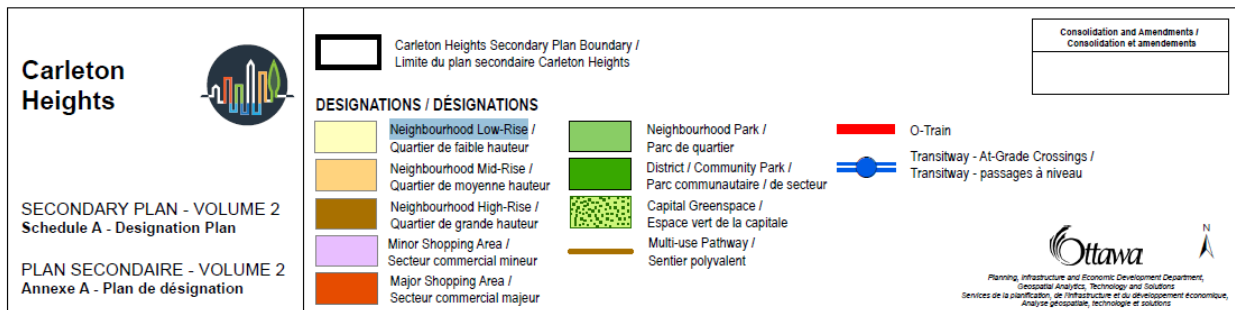 Carleton
Heights
SECONDARY PLAN - VOLUME 2
Schedule A - Designation Plan
PLAN SECONDAIRE - VOLUME 2
Annexe A - Plan de désignation
Carleton Heights Secondary Plan Boundary /
Limite du plan secondaire Carleton Heights
DESIGNATIONS / DÉSIGNATIONS
Neighbourhood Low-Rise /
Quartier de faible hauteur
Neighbourhood Mid-Rise /
Quartier de moyenne hauteur
Neighbourhood High-Rise /
Quartier de grande hauteur
Minor Shopping Area /
Secteur commercial mineur
Major Shopping Area /
Secteur commercial majeur
Neighbourhood Park /
Parc de quartier
District / Community Park /
Parc communautaire / de secteur
Capital Greenspace /
Espace vert de la capitale
Multi-use Pathway /
Sentier polyvalent
O-Train
Transitway - At-Grade Crossings /
Transitway - passages à niveau
Consolidation and Amendments /
Consolidation et amendements
Ottawa
N
Planning, Infrastructure and Economic Development Department,
Geospatial Analytics, Technology and Solutions
Services de la planification, de l'infrastructure et du développement économique,
Analyse géospatiale, technologie et solutions